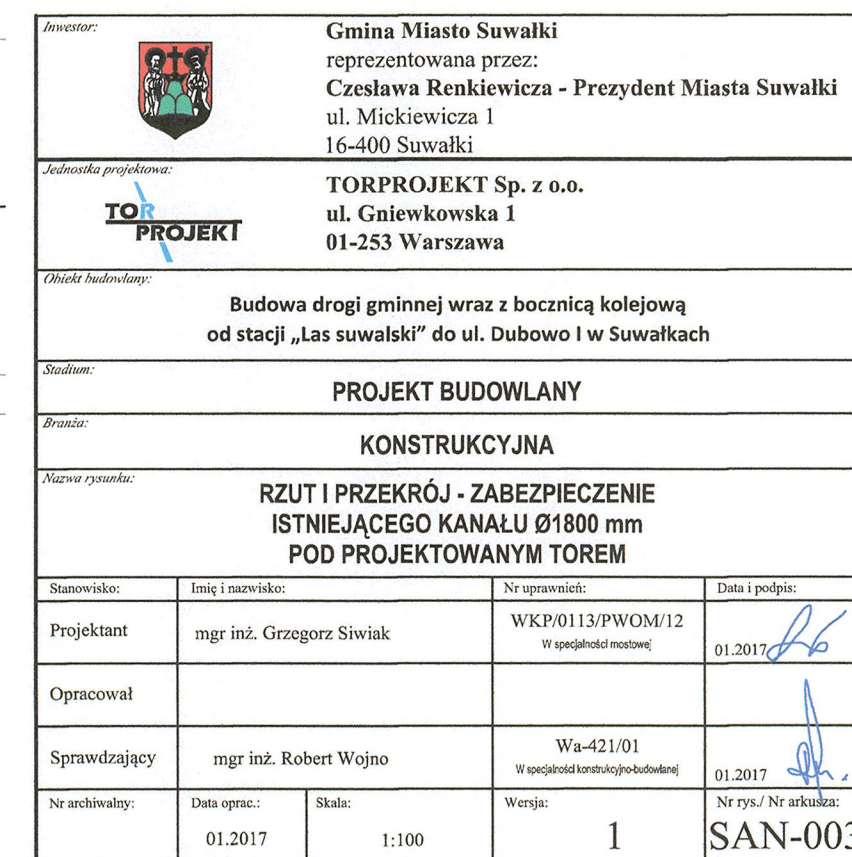 Inwestor:
Gmina Miasto Suwałki
reprezentowana przez:
Czesława Renkiewicza - Prezydent Miasta Suwałki
ul. Mickiewicza 1
16-400 Suwałki
Jednostka projektowa:
TOR
PROJEKT
TORPROJEKT Sp. z o.o.
ul. Gniewkowska 1
01-253 Warszawa
Obiekt budowlany:
Budowa drogi gminnej wraz z bocznicą kolejową
od stacji „Las suwalski” do ul. Dubowo I w Suwałkach
Stadium:
PROJEKT BUDOWLANY
Branża:
KONSTRUKCYJNA
Nazwa rysunku:
RZUT I PRZEKRÓJ - ZABEZPIECZENIE
ISTNIEJĄCEGO KANAŁU Ø1800 mm
POD PROJEKTOWANYM TOREM
Stanowisko: Imię i nazwisko: Nr uprawnień: Data i podpis:
Projektant mgr inż. Grzegorz Siwiak WKP/0113/PWOM/12
W specjalności mostowej 01.2017
Opracował
Sprawdzający mgr inż. Robert Wojno Wa-421/01
W specjalności konstrukcyjno-budowlanej 01.2017
Nr archiwalny: Data oprac.: Skala: Wersja: Nr rys./ Nr arkusza:
01.2017 1:100 1 SAN-003